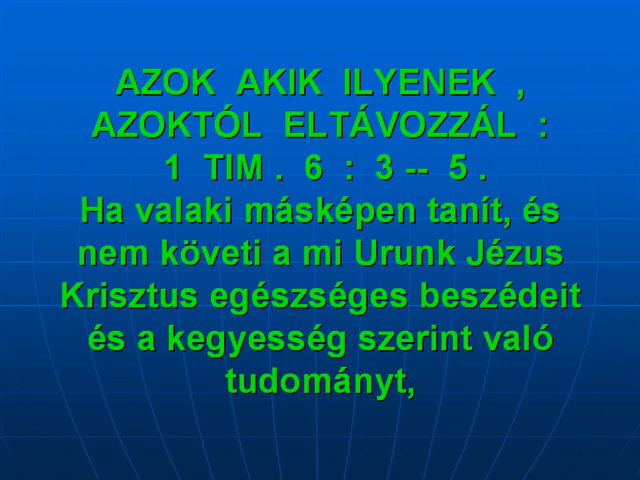 AZOK AKIK ILYENEK ,
AZOKTÓL ELTÁVOZZÁL :
1 TIM . 6 : 3 -- 5 .
Ha valaki másképen tanít, és
nem követi a mi Urunk Jézus
Krisztus egészséges beszédeit
és a kegyesség szerint való
tudományt,